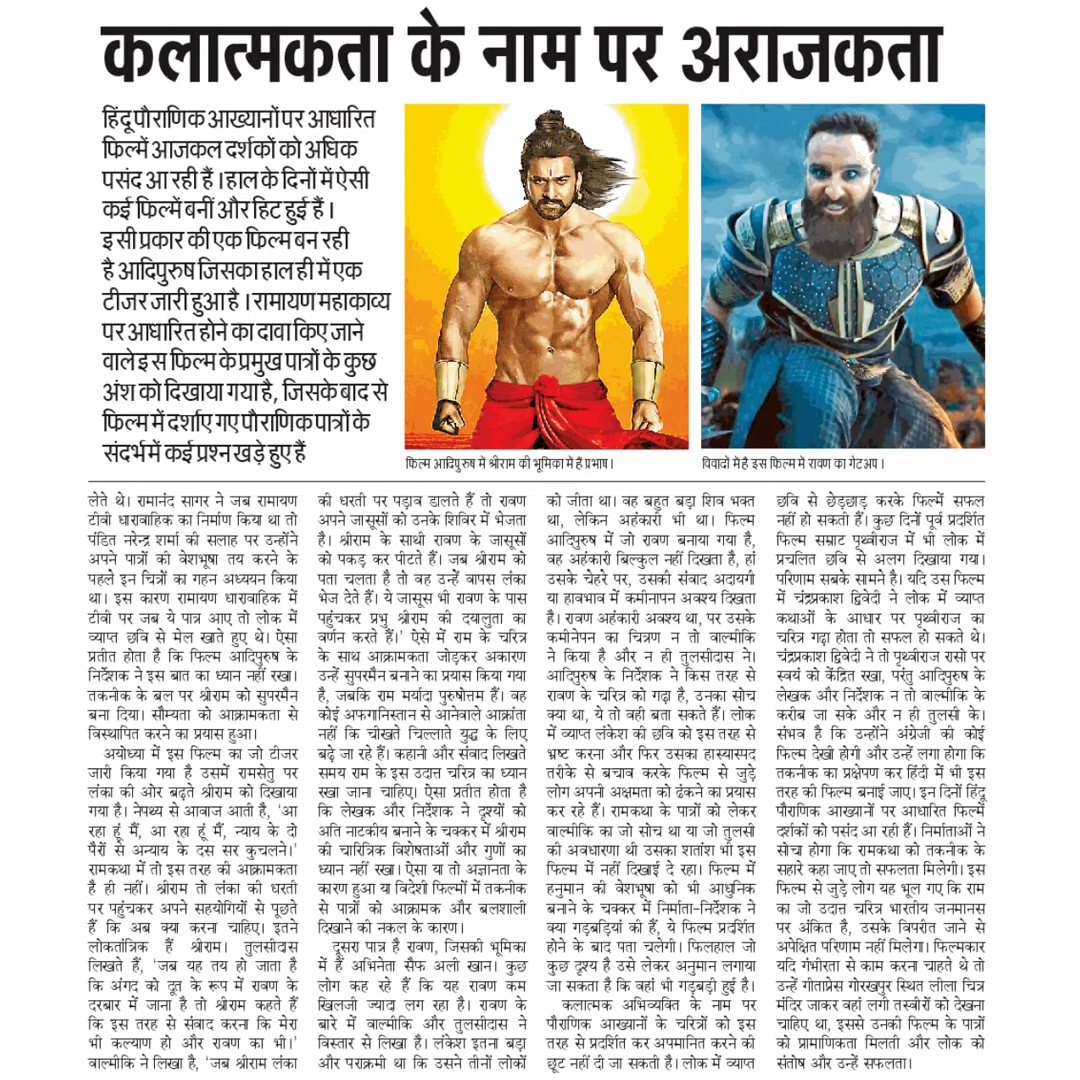 कलात्मकता के नाम पर अराजकता
हिंदू पौराणिक आख्यानों पर आधारित
फिल्में आजकल दर्शकों को अधिक
पसंद आ रही हैं । हाल के दिनों में ऐसी
कई फिल्में बनीं और हिट हुई हैं ।
इसी प्रकार की एक फिल्म बन रही
है आदिपुरुष जिसका हाल ही में एक
टीजर जारी हुआ है । रामायण महाकाव्य
पर आधारित होने का दावा किए जाने
वाले इस फिल्म के प्रमुख पात्रों के कुछ
अंश को दिखाया गया है, जिसके बाद से
फिल्म में दर्शाए गए पौराणिक पात्रों के
संदर्भ में कई प्रश्न खड़े हुए हैं
फिल्म आदिपुरुष में श्रीराम की भूमिका में हैं प्रभाष ।
विवादों में है इस फिल्म में रावण का गेटअप ।
लेते थे। रामानंद सागर ने जब रामायण
टीवी धारावाहिक का निर्माण किया था तो
पंडित नरेन्द्र शर्मा की सलाह पर उन्होंने
अपने पात्रों की वेशभूषा तय करने के
पहले इन चित्रों का गहन अध्ययन किया
था। इस कारण रामायण धारावाहिक में
टीवी पर जब ये पात्र आए तो लोक में
व्याप्त छवि से मेल खाते हुए थे। ऐसा
प्रतीत होता है कि फिल्म आदिपुरुष के
निर्देशक ने इस बात का ध्यान नहीं रखा।
तकनीक के बल पर श्रीराम को सुपरमैन
बना दिया। सौम्यता को आक्रामकता से
विस्थापित करने का प्रयास हुआ।
अयोध्या में इस फिल्म का जो टीजर
जारी किया गया है उसमें रामसेतु पर
लंका की ओर बढ़ते श्रीराम को दिखाया
गया है। नेपथ्य से आवाज आती है, 'आ
रहा हूं मैं, आ रहा हूं मैं, न्याय के दो
पैरों से अन्याय के दस सर कुचलने।'
रामकथा में तो इस तरह की आक्रामकता
है ही नहीं। श्रीराम तो लंका की धरती
पर पहुंचकर अपने सहयोगियों से पूछते
हैं कि अब क्या करना चाहिए। इतने
लोकतांत्रिक हैं श्रीराम। तुलसीदास
लिखते हैं, 'जब यह तय हो जाता है
कि अंगद को दूत के रूप में रावण के
दरबार में जाना है तो श्रीराम कहते हैं
कि इस तरह से संवाद करना कि मेरा
भी कल्याण हो और रावण का भी।'
वाल्मीकि ने लिखा है, 'जब श्रीराम लंका
की धरती पर पड़ाव डालते हैं तो रावण
अपने जासूसों को उनके शिविर में भेजता
है। श्रीराम के साथी रावण के जासूसों
को पकड़ कर पीटते हैं। जब श्रीराम को
पता चलता है तो वह उन्हें वापस लंका
भेज देते हैं। ये जासूस भी रावण के पास
पहुंचकर प्रभु श्रीराम की दयालुता का
वर्णन करते हैं।' ऐसे में राम के चरित्र
के साथ आक्रामकता जोड़कर अकारण
उन्हें सुपरमैन बनाने का प्रयास किया गया
है, जबकि राम मर्यादा पुरुषोत्तम हैं। वह
कोई अफगानिस्तान से आनेवाले आक्रांता
नहीं कि चीखते चिल्लाते युद्ध के लिए
बढ़े जा रहे हैं। कहानी और संवाद लिखते
समय राम के इस उदात्त चरित्र का ध्यान
रखा जाना चाहिए। ऐसा प्रतीत होता है
कि लेखक और निर्देशक ने दृश्यों को
अति नाटकीय बनाने के चक्कर में श्रीराम
की चारित्रिक विशेषताओं और गुणों का
ध्यान नहीं रखा। ऐसा या तो अज्ञानता के
कारण हुआ या विदेशी फिल्मों में तकनीक
से पात्रों को आक्रामक और बलशाली
दिखाने की नकल के कारण।
दूसरा पात्र है रावण, जिसकी भूमिका
में हैं अभिनेता सैफ अली खान। कुछ
लोग कह रहे हैं कि यह रावण कम
खिलजी ज्यादा लग रहा है। रावण के
बारे में वाल्मीकि और तुलसीदास ने
विस्तार से लिखा है। लंकेश इतना बड़ा
और पराक्रमी था कि उसने तीनों लोकों
को जीता था। वह बहुत बड़ा शिव भक्त
था, लेकिन अहंकारी भी था। फिल्म
आदिपुरुष में जो रावण बनाया गया है,
वह अहंकारी बिल्कुल नहीं दिखता है, हां
उसके चेहरे पर, उसकी संवाद अदायगी
या हावभाव में कमीनापन अवश्य दिखता
है। रावण अहंकारी अवश्य था, पर उसके
कमीनेपन का चित्रण न तो वाल्मीकि
ने किया है और न ही तुलसीदास ने।
आदिपुरुष के निर्देशक ने किस तरह से
रावण के चरित्र को गढ़ा है, उनका सोच
क्या था, ये तो वही बता सकते हैं। लोक
में व्याप्त लंकेश की छवि को इस तरह से
भ्रष्ट करना और फिर उसका हास्यास्पद
तरीके से बचाव करके फिल्म से जुड़े
लोग अपनी अक्षमता को ढंकने का प्रयास
कर रहे हैं। रामकथा के पात्रों को लेकर
वाल्मीकि का जो सोच था या जो तुलसी
की अवधारणा थी उसका शतांश भी इस
फिल्म में नहीं दिखाई दे रहा। फिल्म में
हनुमान की वेशभूषा को भी आधुनिक
बनाने के चक्कर में निर्माता-निर्देशक ने
क्या गड़बड़ियां की हैं, ये फिल्म प्रदर्शित
होने के बाद पता चलेगी। फिलहाल जो
कुछ दृश्य है उसे लेकर अनुमान लगाया
जा सकता है कि वहां भी गड़बड़ी हुई है।
कलात्मक अभिव्यक्ति के नाम पर
पौराणिक आख्यानों के चरित्रों को इस
तरह से प्रदर्शित कर अपमानित करने की
छूट नहीं दी जा सकती है। लोक में व्याप्त
छवि से छेड़छाड़ करके फिल्में सफल
नहीं हो सकती हैं। कुछ दिनों पूर्व प्रदर्शित
फिल्म सम्राट पृथ्वीराज में भी लोक में
प्रचलित छवि से अलग दिखाया गया।
परिणाम सबके सामने है। यदि उस फिल्म
में चंद्रप्रकाश द्विवेदी ने लोक में व्याप्त
कथाओं के आधार पर पृथ्वीराज का
चरित्र गढ़ा होता तो सफल हो सकते थे।
चंद्रप्रकाश द्विवेदी ने तो पृथ्वीराज रासो पर
स्वयं को केंद्रित रखा, परंतु आदिपुरुष के
लेखक और निर्देशक न तो वाल्मीकि के
करीब जा सके और न ही तुलसी के।
संभव है कि उन्होंने अंग्रेजी की कोई
फिल्म देखी होगी और उन्हें लगा होगा कि
तकनीक का प्रक्षेपण कर हिंदी में भी इस
तरह की फिल्म बनाई जाए। इन दिनों हिंदू
पौराणिक आख्यानों पर आधारित फिल्में
दर्शकों को पसंद आ रही हैं। निर्माताओं ने
सोचा होगा कि रामकथा को तकनीक के
सहारे कहा जाए तो सफलता मिलेगी। इस
फिल्म से जुड़े लोग यह भूल गए कि राम
का जो उदात्त चरित्र भारतीय जनमानस
पर अंकित है, उसके विपरीत जाने से
अपेक्षित परिणाम नहीं मिलेगा। फिल्मकार
यदि गंभीरता से काम करना चाहते थे तो
उन्हें गीताप्रेस गोरखपुर स्थित लीला चित्र
मंदिर जाकर वहां लगी तस्वीरों को देखना
चाहिए था, इससे उनकी फिल्म के पात्रों
को प्रामाणिकता मिलती और लोक को
संतोष और उन्हें सफलता।